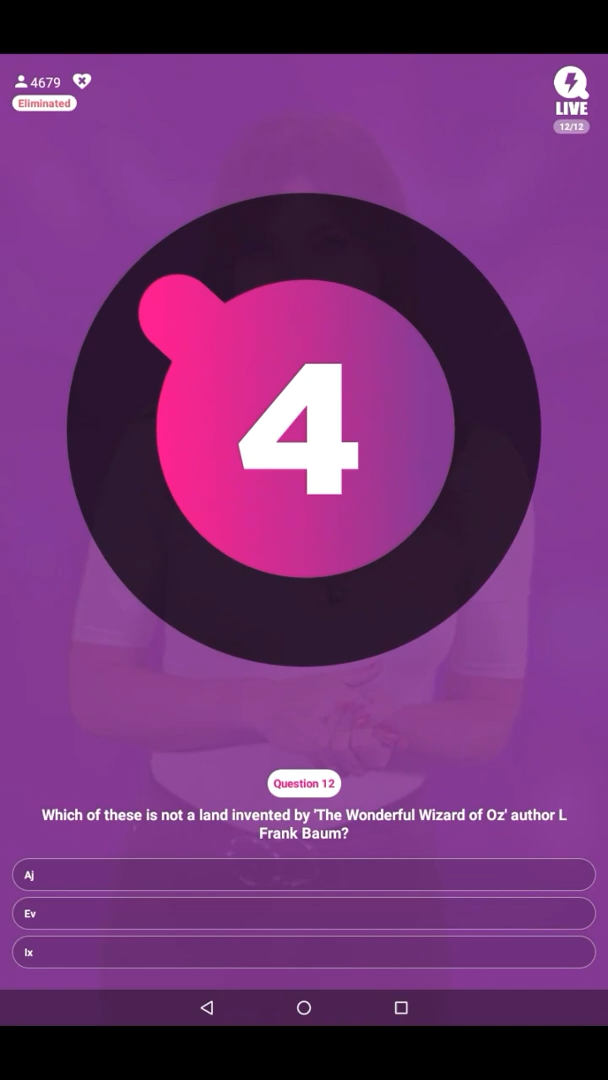 4679
Eliminated
LIVE
12/12
4
Question 12
Which of these is not a land invented by 'The Wonderful Wizard of Oz' author L
Frank Baum?
Aj
Ev
Ix